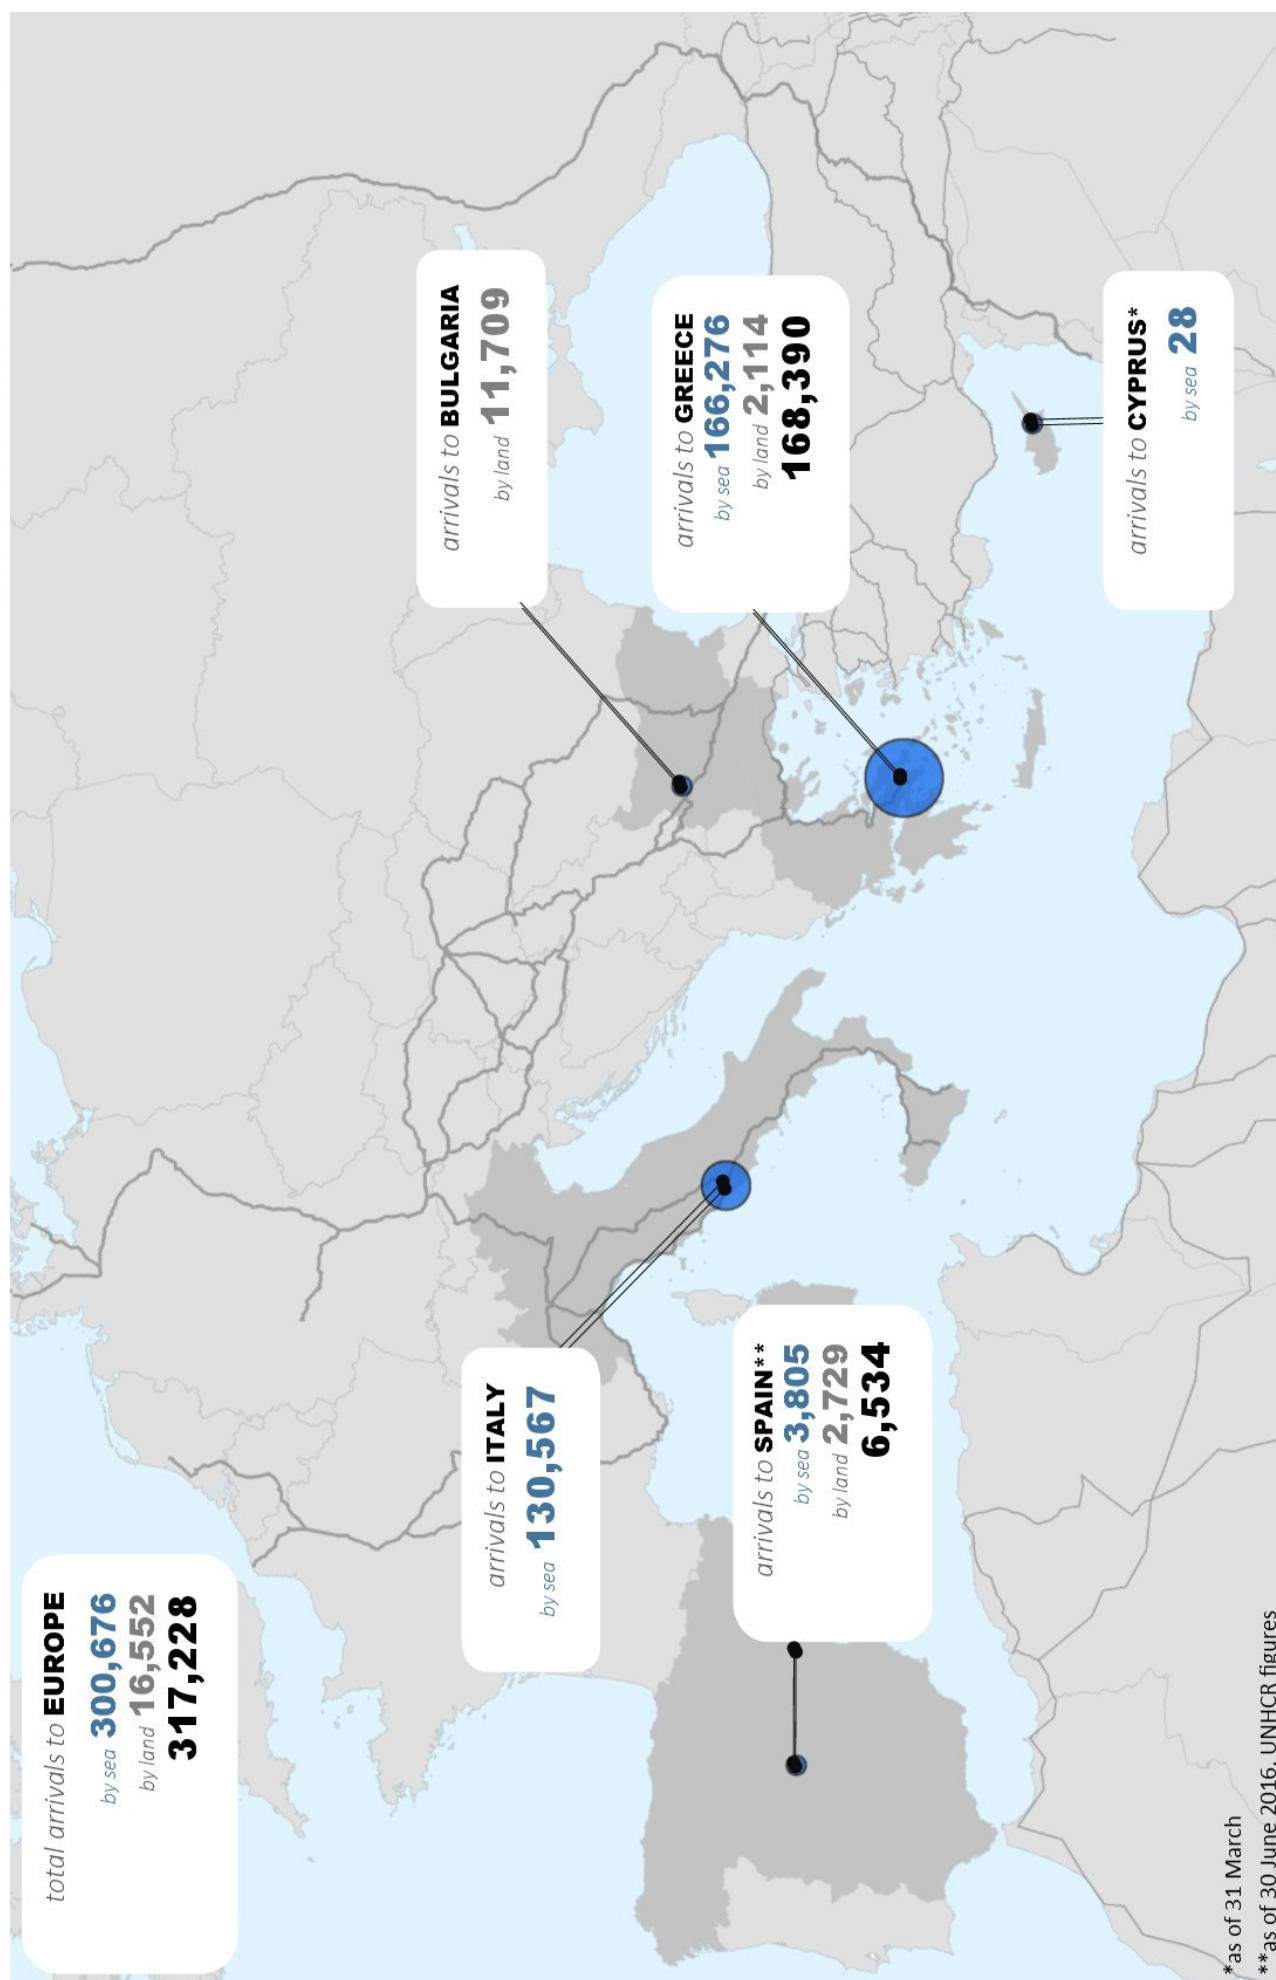 total arrivals to EUROPE
by sea 300,676
by land 16,552
317,228
arrivals to BULGARIA
by land 11,709
arrivals to ITALY
by sea 130,567
arrivals to GREECE
by sea 166,276
by land 2,114
168,390
arrivals to SPAIN**
by sea 3,805
by land 2,729
6,534
arrivals to CYPRUS*
by sea 28
*as of 31 March
**as of 30 June 2016, UNHCR figures